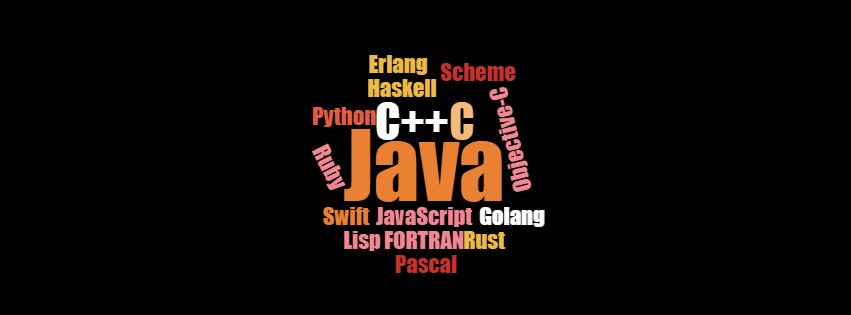 Erlang
Scheme
Haskell
Objective-C
Python
C++
C
Java
Ruby
Swift JavaScript Golang
Lisp FORTRAN Rust
Pascal